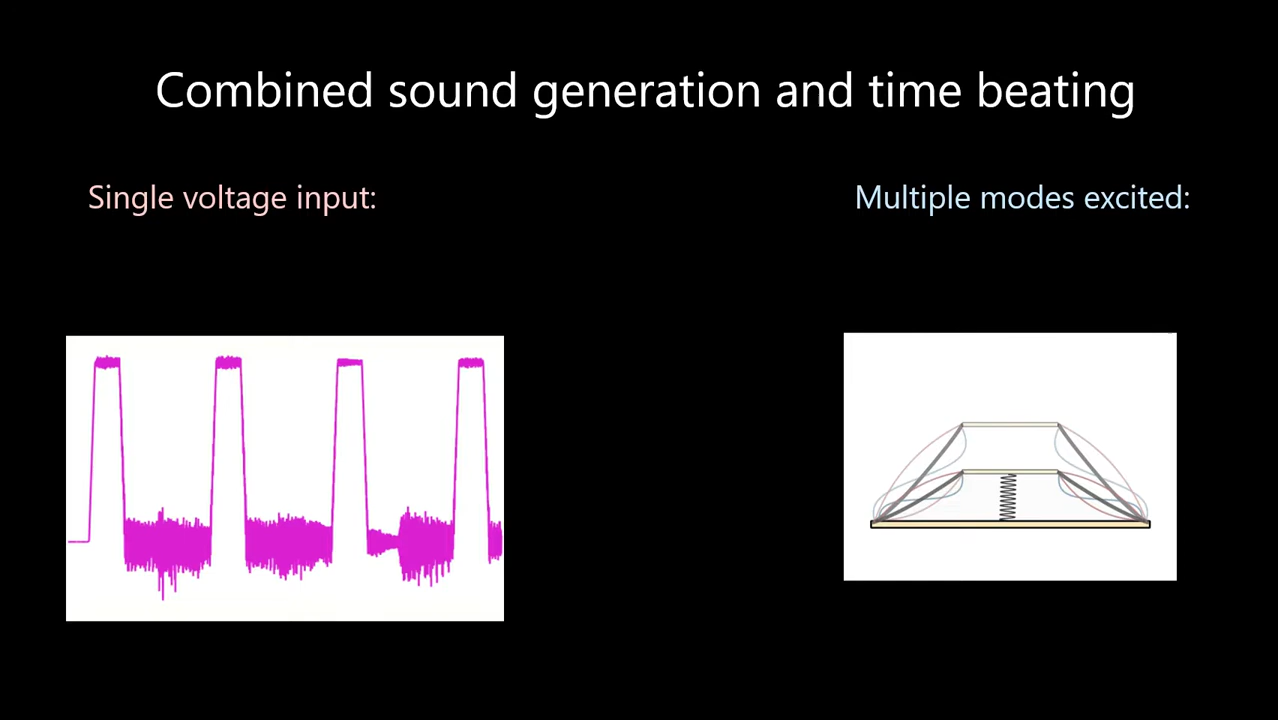 Combined sound generation and time beating
Single voltage input:
Multiple modes excited: